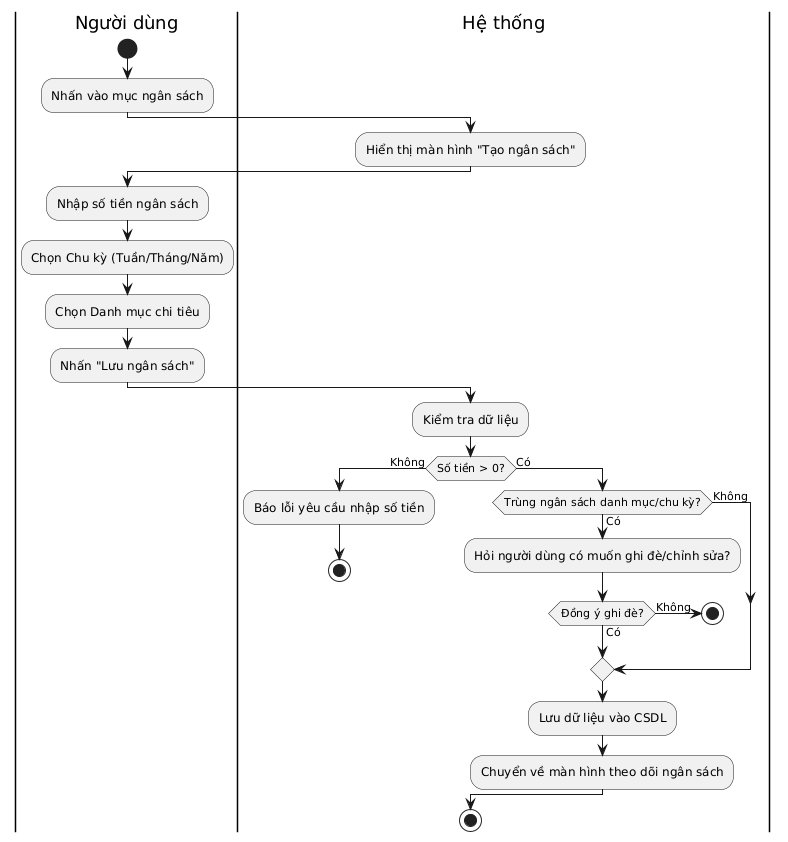 Người dùng
Hệ thống
Nhấn vào mục ngân sách
Hiển thị màn hình "Tạo ngân sách"
Nhập số tiền ngân sách
Chọn Chu kỳ (Tuần/Tháng/Năm)
Chọn Danh mục chi tiêu
Nhấn "Lưu ngân sách"
Kiểm tra dữ liệu
Không
Số tiền > 0?
Có
Báo lỗi yêu cầu nhập số tiền
Trùng ngân sách danh mục/chu kỳ?
Không
Có
Hỏi người dùng có muốn ghi đè/chỉnh sửa?
Đồng ý ghi đè?
Không
Có
Lưu dữ liệu vào CSDL
Chuyển về màn hình theo dõi ngân sách